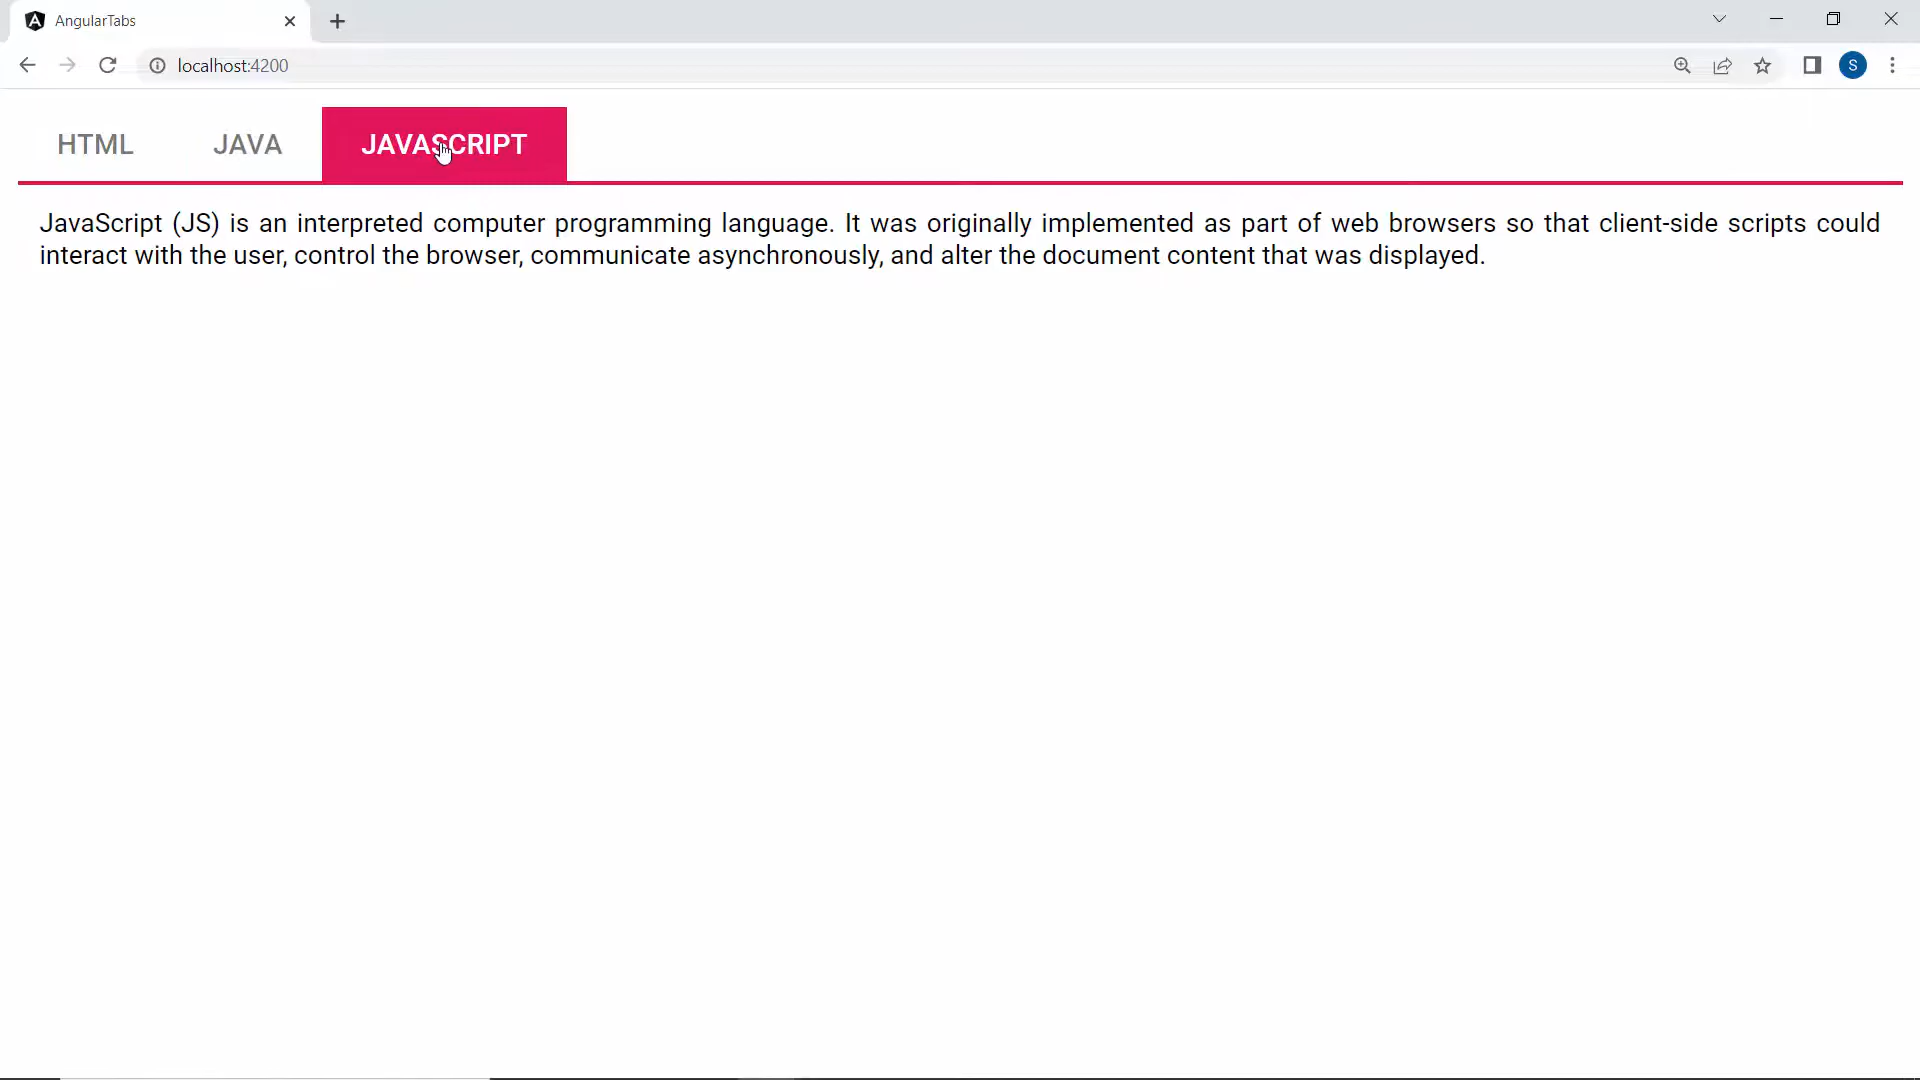 AngularTabs
localhost:4200
S
HTML JAVA JAVASCRIPT
JavaScript (JS) is an interpreted computer programming language. It was originally implemented as part of web browsers so that client-side scripts could
interact with the user, control the browser, communicate asynchronously, and alter the document content that was displayed.